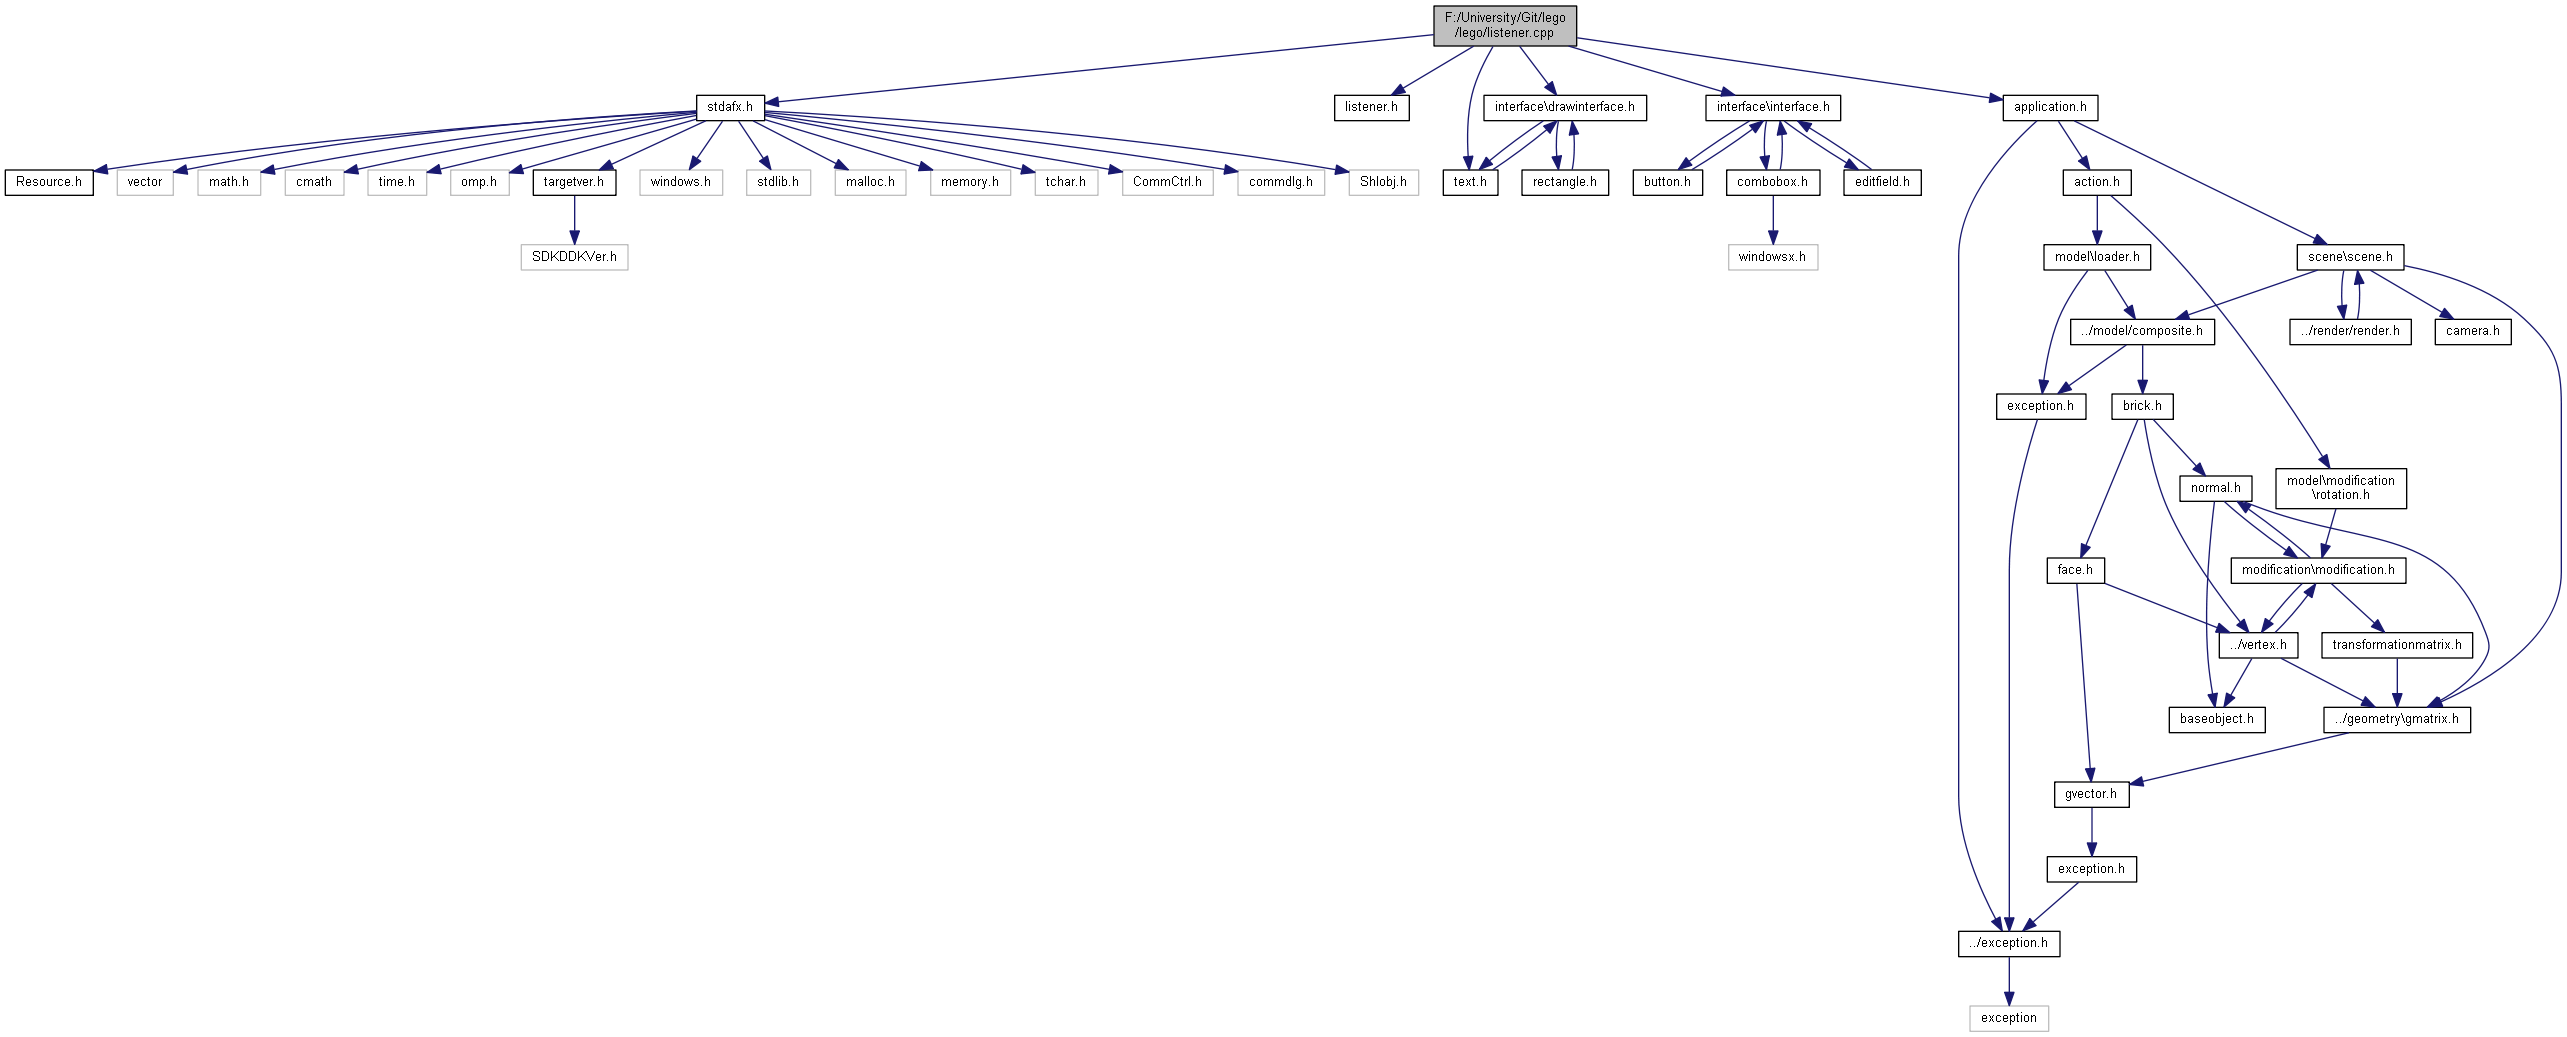 F:/University/Git/lego
/lego/listener.cpp
stdafx.h
listener.h
interface\drawinterface.h
interface\interface.h
application.h
Resource.h
vector
math.h
cmath
time.h
omp.h
targetver.h
windows.h
stdlib.h
malloc.h
memory.h
tchar.h
CommCtrl.h
commdlg.h
Shlobj.h
text.h
rectangle.h
button.h
combobox.h
editfield.h
action.h
SDKDDKVer.h
windowsx.h
model\loader.h
scene\scene.h
../model/composite.h
../render/render.h
camera.h
exception.h
brick.h
normal.h
model\modification
\rotation.h
face.h
modification\modification.h
../vertex.h
transformationmatrix.h
baseobject.h
../geometry\gmatrix.h
gvector.h
exception.h
../exception.h
exception